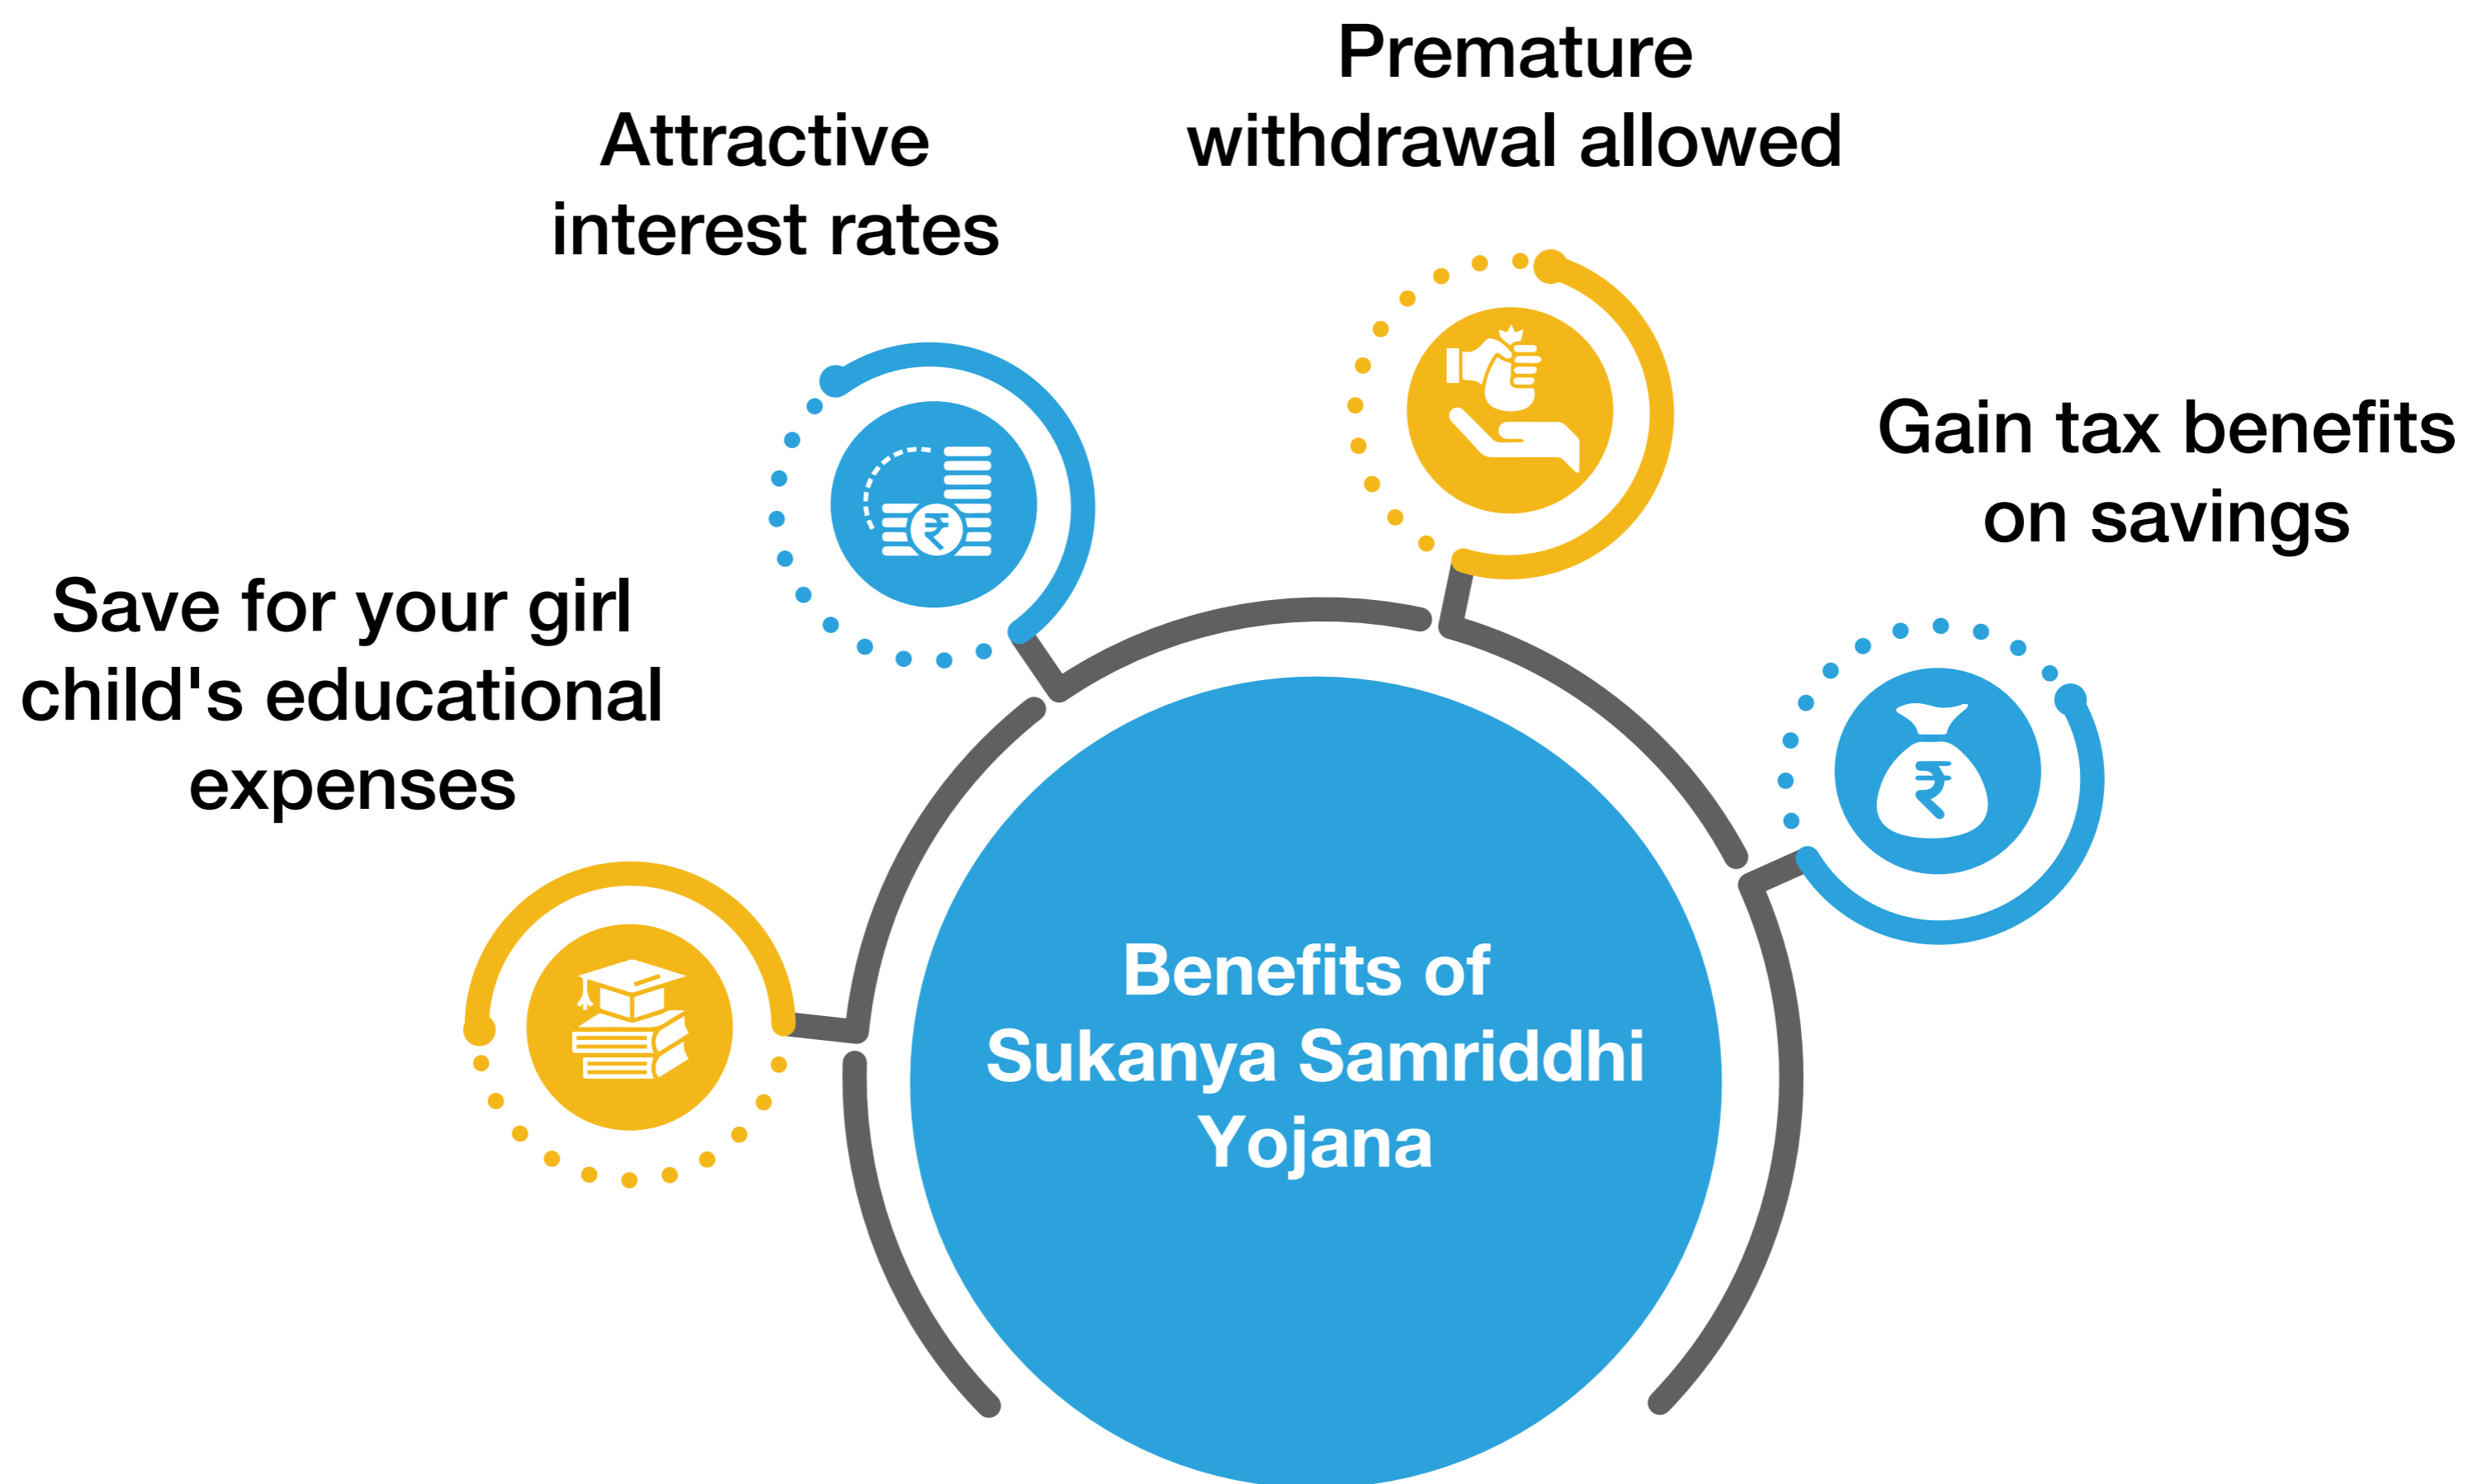 Premature
withdrawal allowed
Attractive
interest rates
Gain tax benefits
on savings
Save for your girl
child's educational
expenses
Benefits of
Sukanya Samriddhi
Yojana